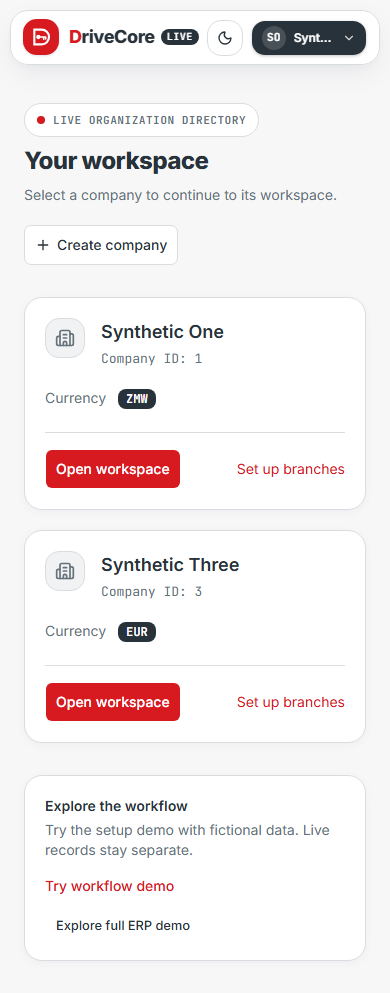 DriveCore LIVE SO Synt...
LIVE ORGANIZATION DIRECTORY
Your workspace
Select a company to continue to its workspace.
+ Create company
Synthetic One
Company ID: 1
Currency ZMW
Open workspace Set up branches
Synthetic Three
Company ID: 3
Currency EUR
Open workspace Set up branches
Explore the workflow
Try the setup demo with fictional data. Live
records stay separate.
Try workflow demo
Explore full ERP demo